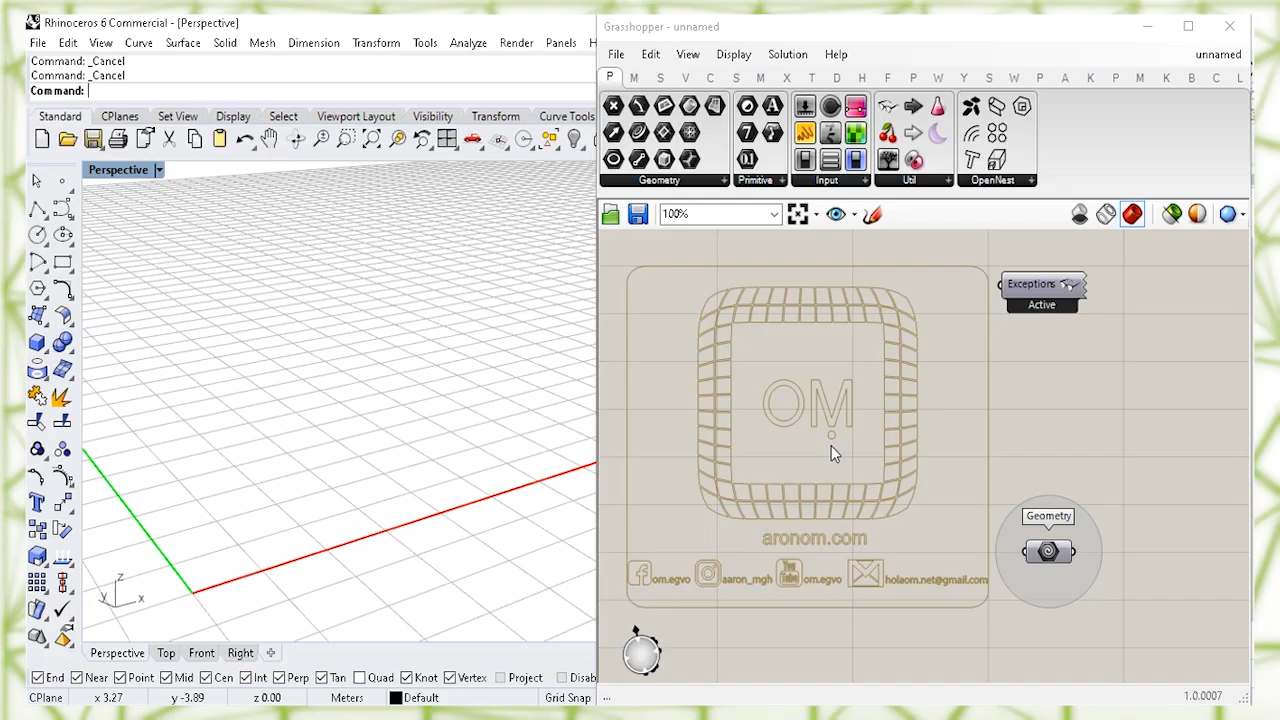 Rhinoceros 6 Commercial - [Perspective]
File Edit View Curve Surface Solid Mesh Dimension Transform Tools Analyze Render Panels H
Command: _Cancel
Command: _Cancel
Command:
Standard CPlanes Set View Display Select Viewport Layout Visibility Transform Curve Tools
Perspective
z
y x
Perspective Top Front Right
End Near Point Mid Cen Int Perp Tan Quad Knot Vertex Project Disab
CPlane x 3.27 y -3.89 z 0.00 Meters Default Grid Snap
Grasshopper - unnamed
File Edit View Display Solution Help unnamed
P M S V C S M X T D H F P W Y S W P A K P M K B C L
Geometry Primitive Input Util OpenNest
100%
Exceptions
Active
OM
Geometry
aronom.com
om.egvo aaron_mgh You Tube om.egvo holaom.net@gmail.com
... 1.0.0007